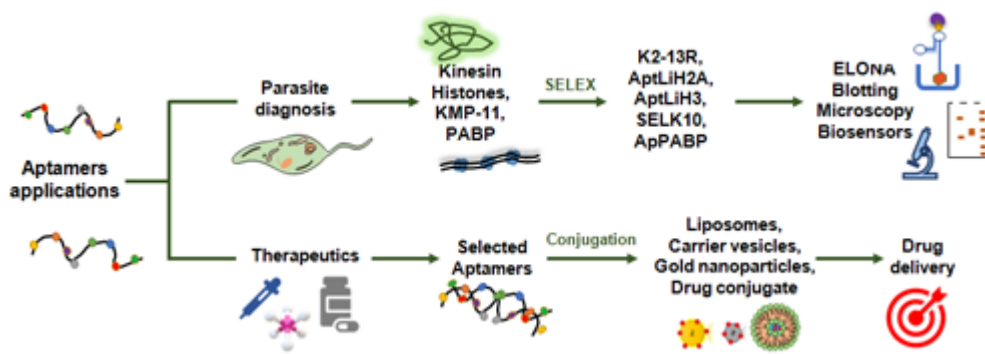 Aptamers
applications
Parasite
diagnosis
Kinesin
Histones,
KMP-11,
PABP
SELEX
K2-13R,
AptLiH2A,
AptLiH3,
SELK10,
ApPABP
ELONA
Blotting
Microscopy
Biosensors
Therapeutics
Selected
Aptamers
Conjugation
Liposomes,
Carrier vesicles,
Gold nanoparticles,
Drug conjugate
Drug
delivery